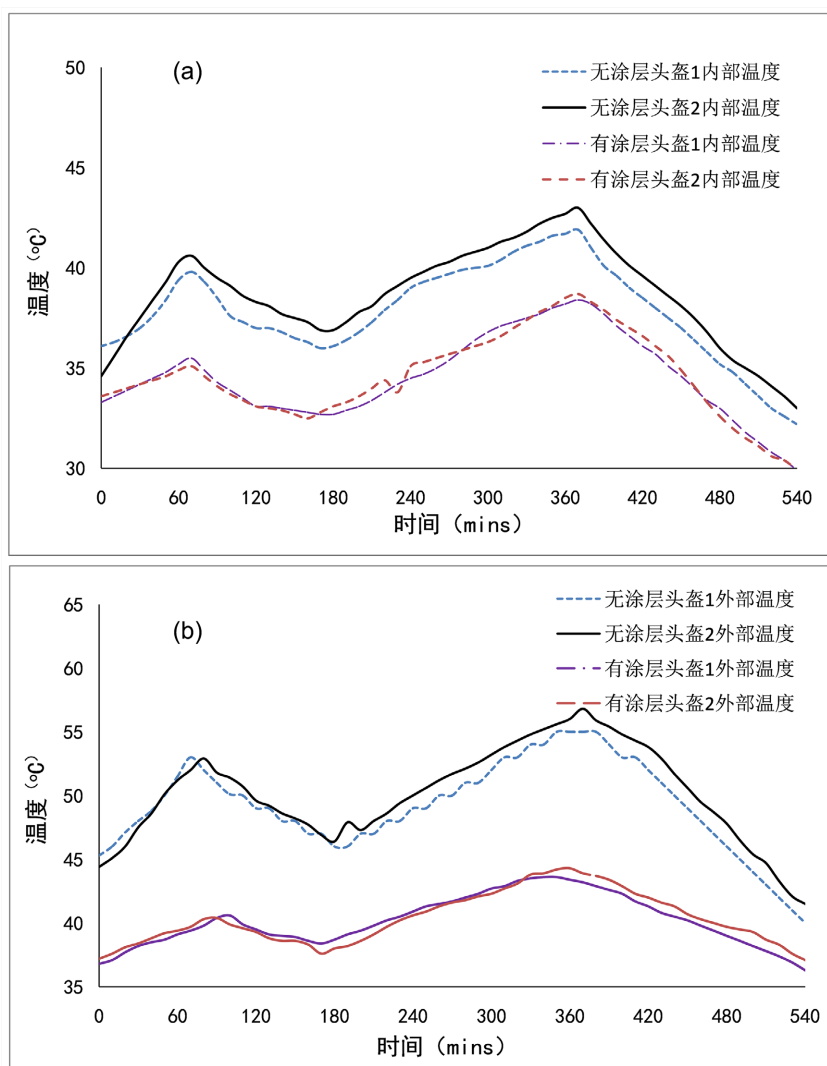 (a)
无涂层头盔1内部温度
无涂层头盔2内部温度
有涂层头盔1内部温度
有涂层头盔2内部温度
50
45
40
35
30
温度(℃)
0 60 120 180 240 300 360 420 480 540
时间（mins）
(b)
无涂层头盔1外部温度
无涂层头盔2外部温度
有涂层头盔1外部温度
有涂层头盔2外部温度
65
60
55
50
45
40
35
温度(℃)
0 60 120 180 240 300 360 420 480 540
时间（mins）